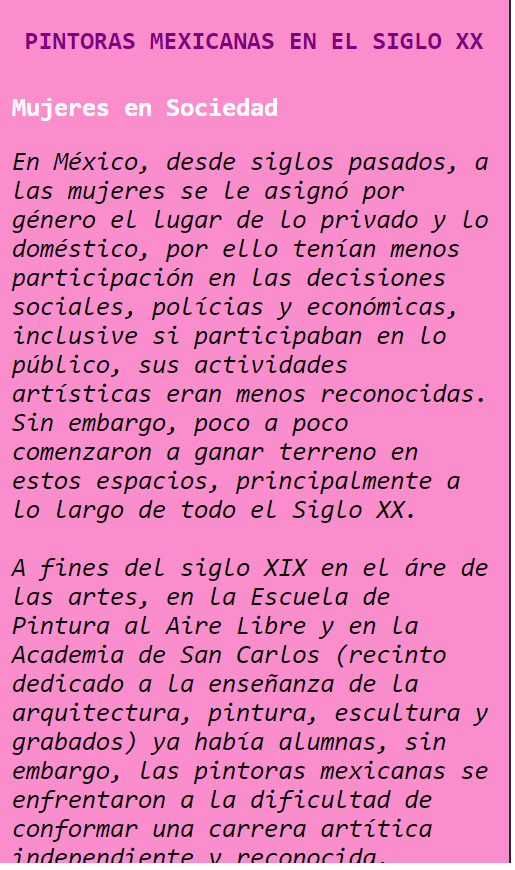 PINTORAS MEXICANAS EN EL SIGLO XX
Mujeres en Sociedad
En México, desde siglos pasados, a
las mujeres se le asignó por
género el lugar de lo privado y lo
doméstico, por ello tenían menos
participación en las decisiones
sociales, polícias y económicas,
inclusive si participaban en lo
público, sus actividades
artísticas eran menos reconocidas.
Sin embargo, poco a poco
comenzaron a ganar terreno en
estos espacios, principalmente a
lo largo de todo el Siglo XX.
A fines del siglo XIX en el áre de
las artes, en la Escuela de
Pintura al Aire Libre y en la
Academia de San Carlos (recinto
dedicado a la enseñanza de la
arquitectura, pintura, escultura y
grabados) ya había alumnas, sin
embargo, las pintoras mexicanas se
enfrentaron a la dificultad de
conformar una carrera artítica
independiente y reconocida.